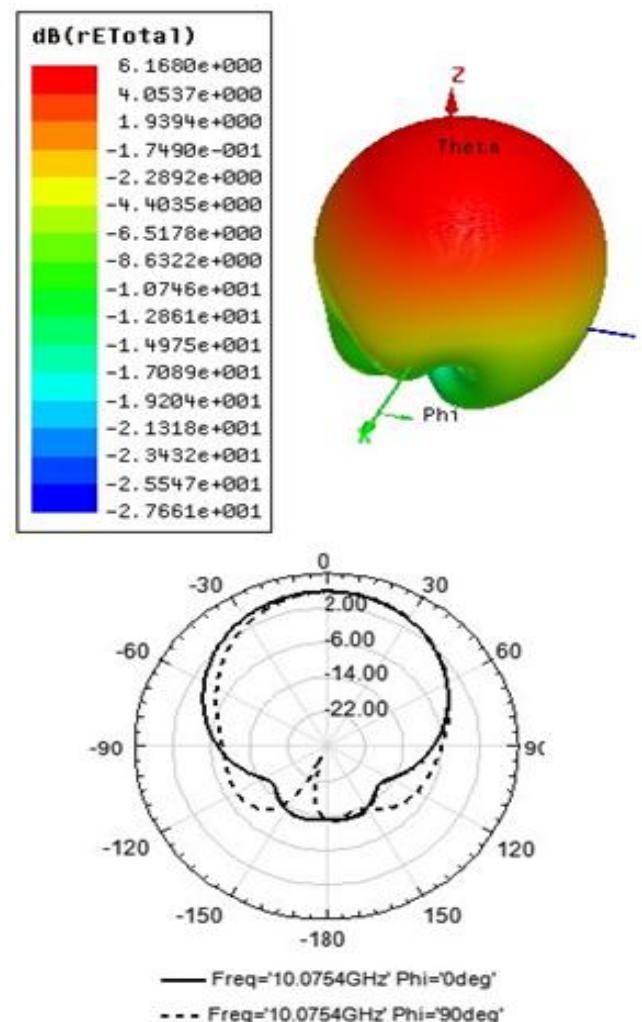 dB(rETotal)
6.1680e+000
4.0537e+000
1.9394e+000
-1.7490e-001
-2.2892e+000
-4.4035e+000
-6.5178e+000
-8.6322e+000
-1.0746e+001
-1.2861e+001
-1.4975e+001
-1.7089e+001
-1.9204e+001
-2.1318e+001
-2.3432e+001
-2.5547e+001
-2.7661e+001
Z
Theta
Phi
0
-30
30
2.00
-60
60
-6.00
-14.00
-22.00
-90
90
-120
120
-150
150
-180
Freq='10.0754GHz' Phi='0deg'
Freq='10.0754GHz' Phi='90deg'